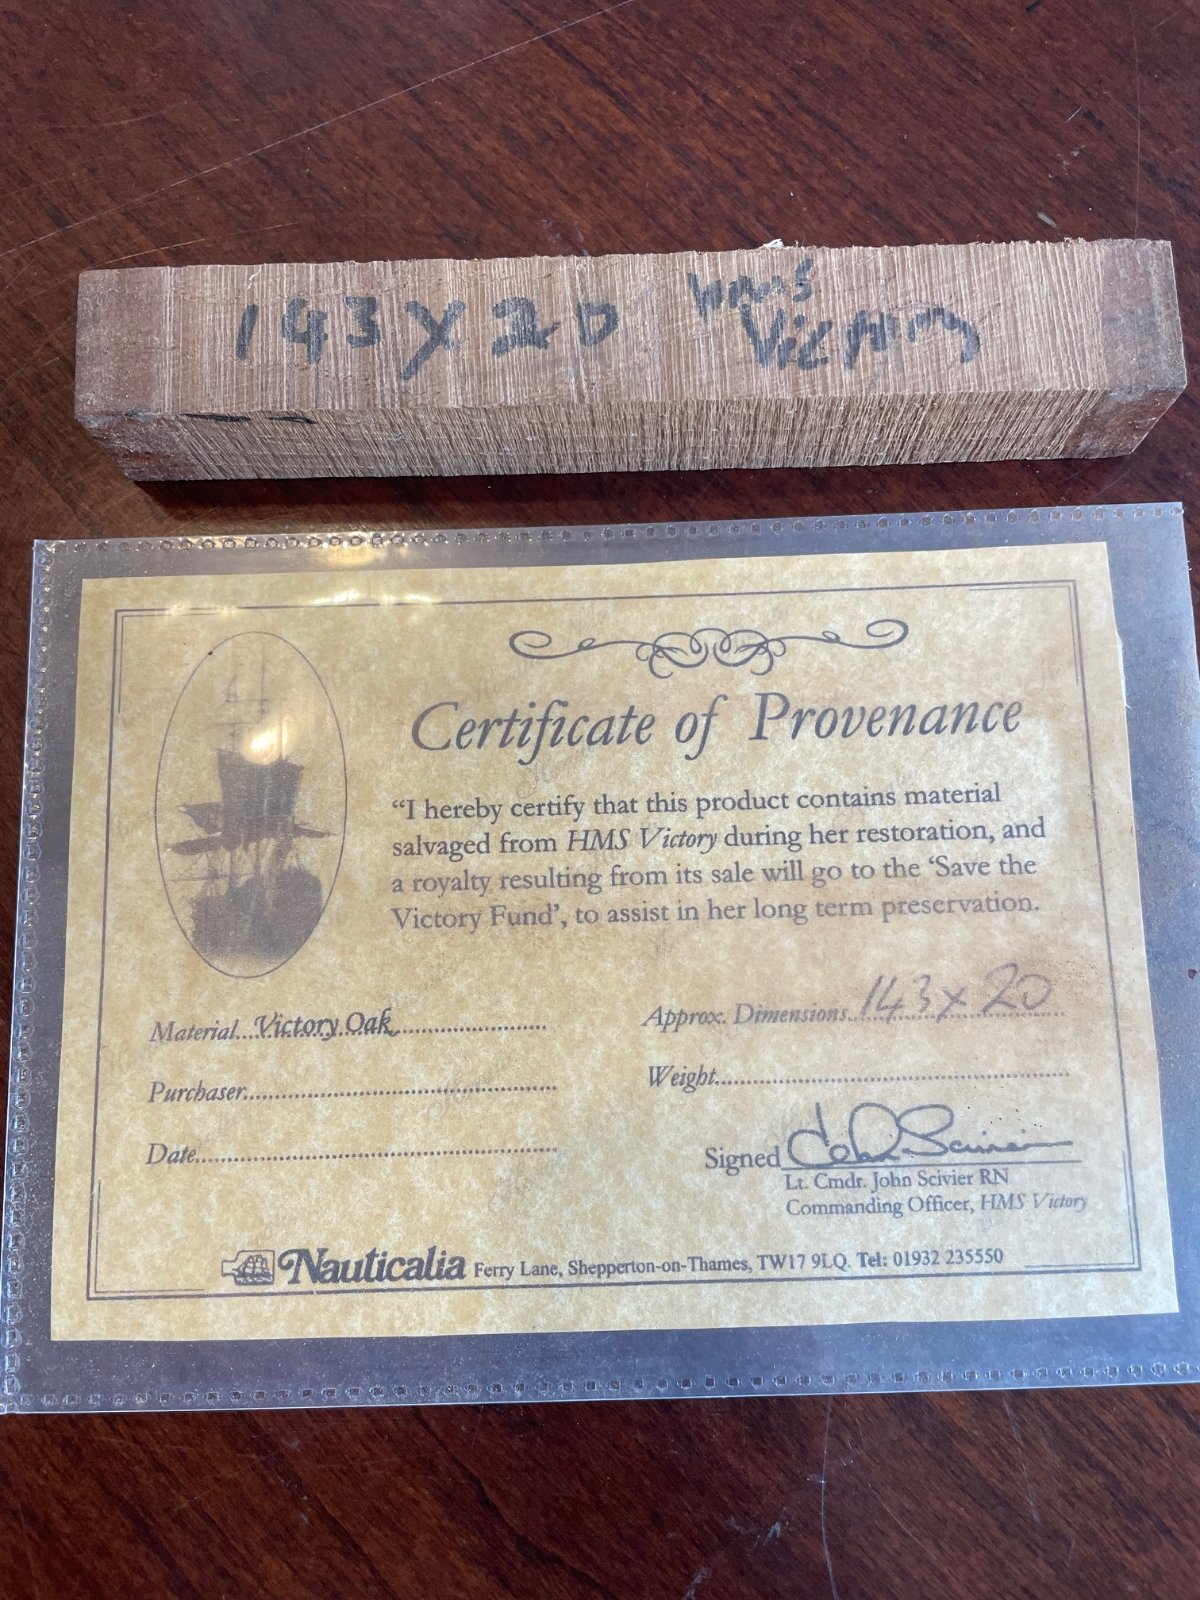 143 X 20 HMS
Victory
Certificate of Provenance
“I hereby certify that this product contains material
salvaged from HMS Victory during her restoration, and
a royalty resulting from its sale will go to the ‘Save the
Victory Fund’, to assist in her long term preservation.
Material...Victory Oak...
Approx. Dimensions 143 x 20
Purchaser...
Weight...
Date...
Signed John Scivier
Lt. Cmdr. John Scivier RN
Commanding Officer, HMS Victory
Nauticalia Ferry Lane, Shepperton-on-Thames, TW17 9LQ. Tel: 01932 235550